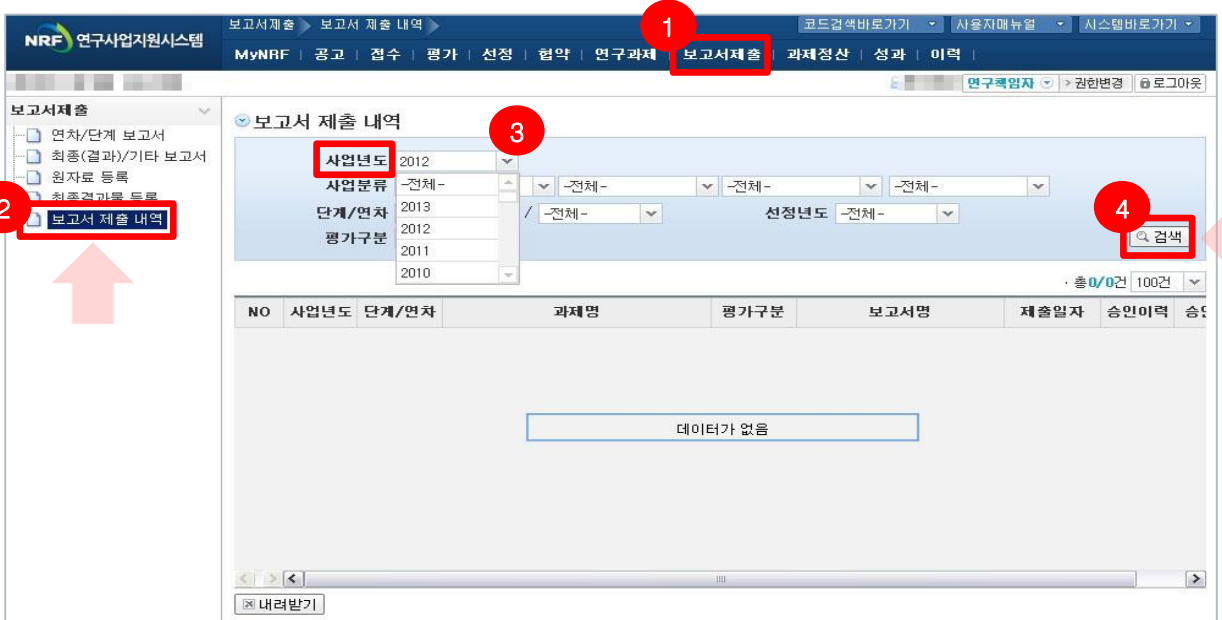 NRF 연구사업지원시스템
보고서제출 보고서 제출 내역 코드검색바로가기 사용자매뉴얼 시스템바로가기
1
MyNRF 공고 접수 평가 선정 협약 연구과제 보고서제출 과제정산 성과 이력
연구책임자 >권한변경 로그아웃
보고서제출
연차/단계 보고서
최종(결과)/기타 보고서
원자료 등록
최종결과물 등록
2
보고서 제출 내역
보고서 제출 내역
3
사업년도 2012
사업분류 -전체- -전체- -전체- -전체-
단계/연차 2013 / -전체- 선정년도 -전체-
2012
평가구분
2011
2010
4
검색
· 총0/0건 100건
NO 사업년도 단계/연차 과제명 평가구분 보고서명 제출일자 승인이력
데이터가 없음
내려받기